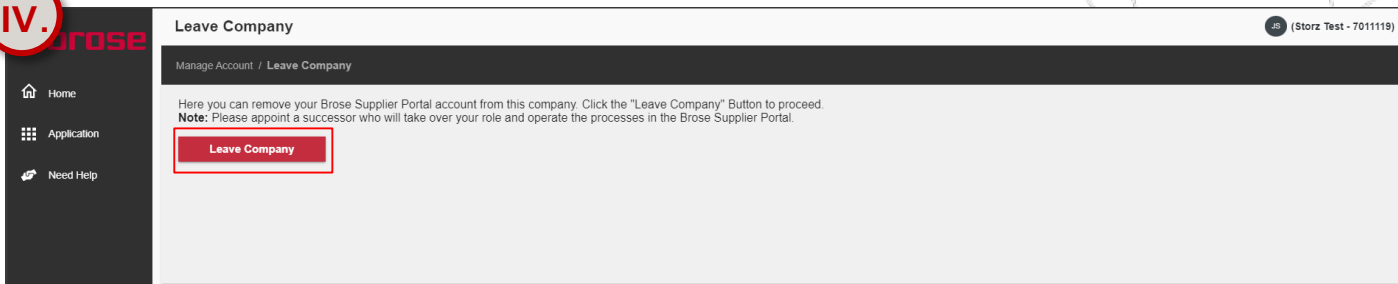 IV.
brose
Leave Company
JS (Storz Test - 7011119)
Manage Account / Leave Company
Home
Application
Need Help
Here you can remove your Brose Supplier Portal account from this company. Click the "Leave Company" Button to proceed.
Note: Please appoint a successor who will take over your role and operate the processes in the Brose Supplier Portal.
Leave Company